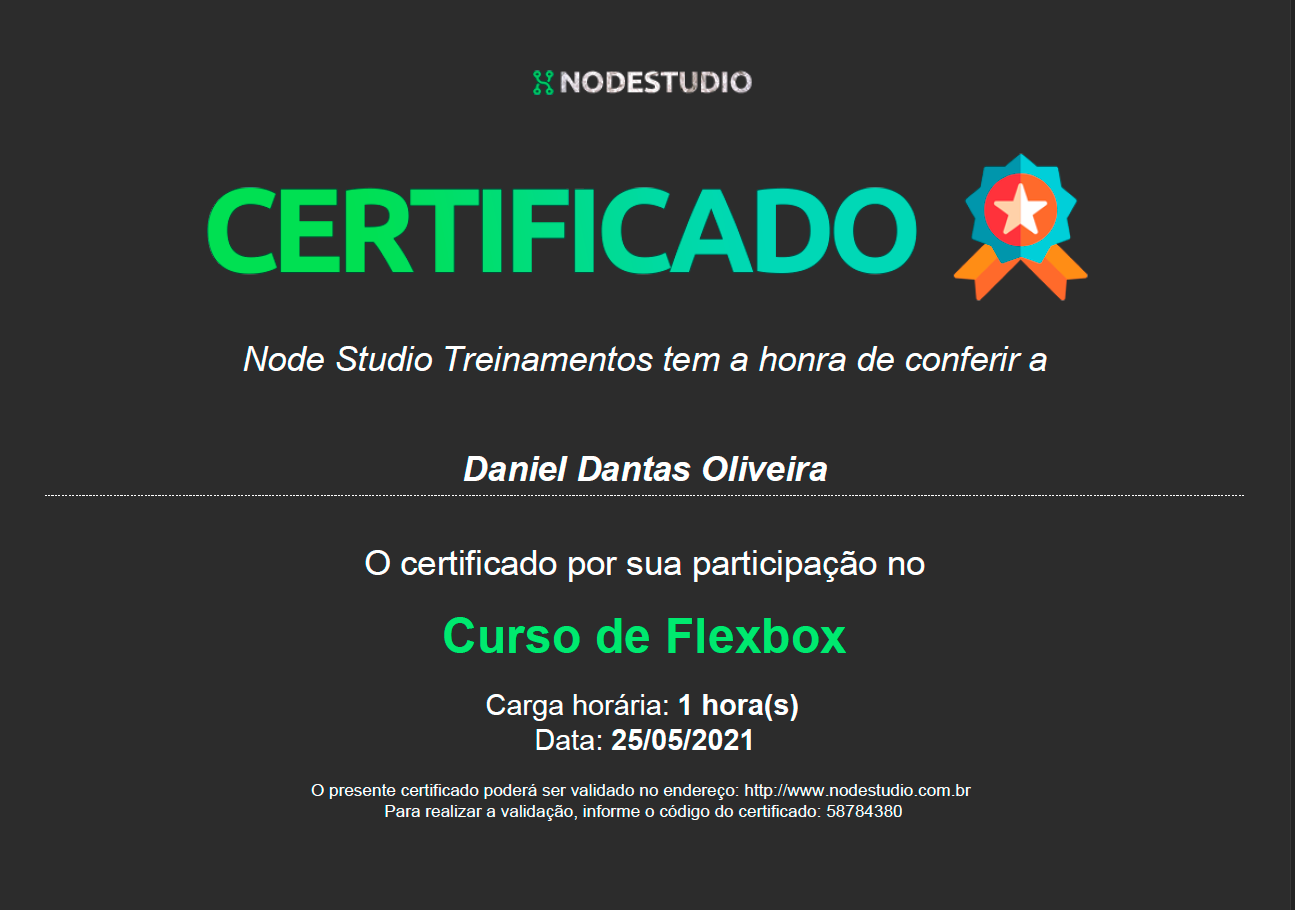 NODESTUDIO
CERTIFICADO
Node Studio Treinamentos tem a honra de conferir a
Daniel Dantas Oliveira
O certificado por sua participação no
Curso de Flexbox
Carga horária: 1 hora(s)
Data: 25/05/2021
O presente certificado poderá ser validado no endereço: http://www.nodestudio.com.br
Para realizar a validação, informe o código do certificado: 58784380